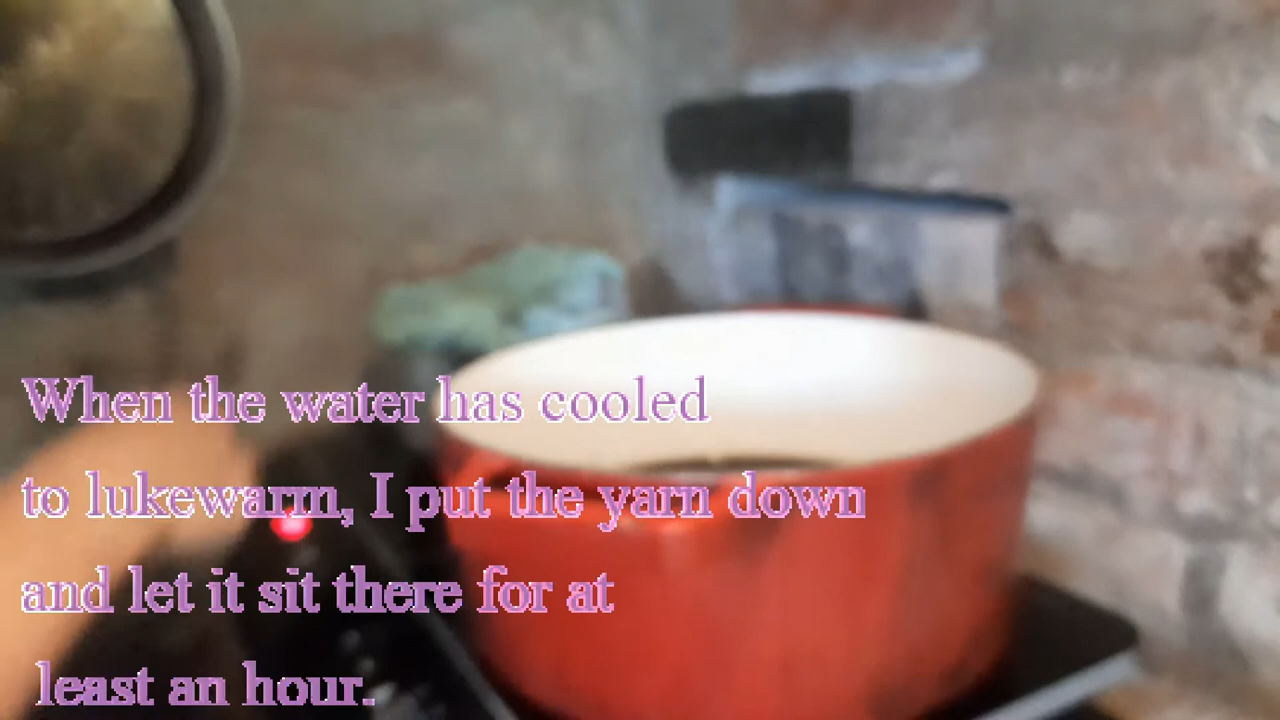 When the water has cooled
to lukewarm, I put the yarn down
and let it sit there for at
least an hour.